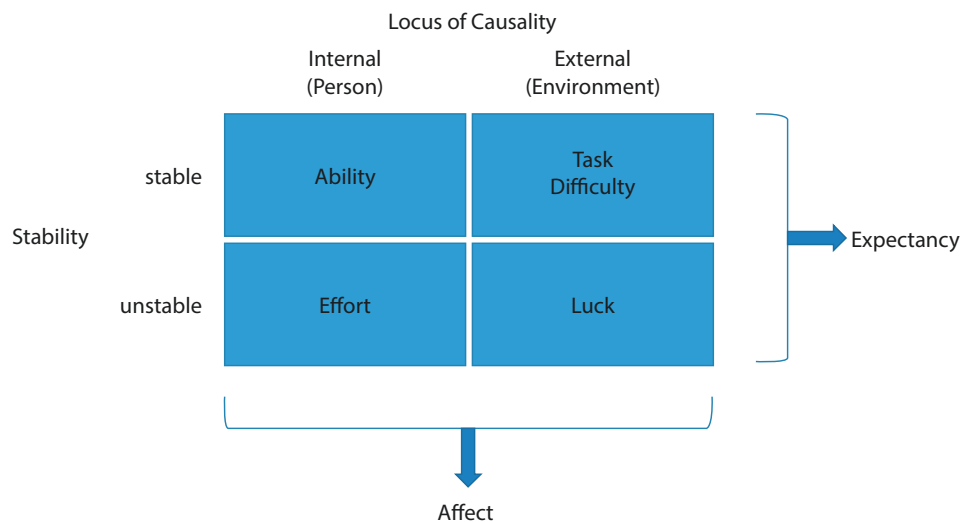 Locus of Causality
Internal
(Person)
External
(Environment)
stable
Ability
Task
Difficulty
Stability
Expectancy
unstable
Effort
Luck
Affect